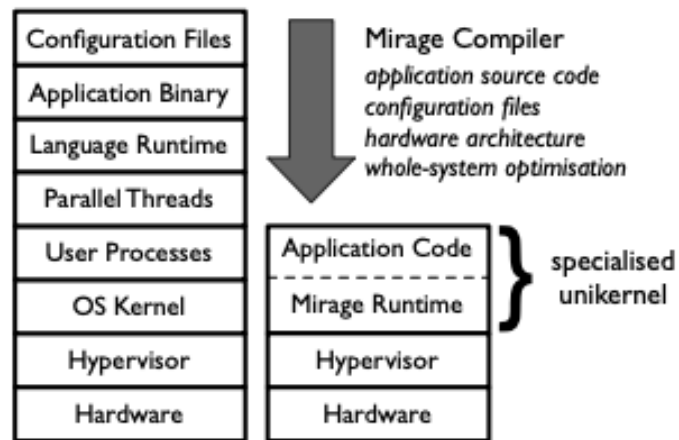 Configuration Files
Application Binary
Language Runtime
Parallel Threads
User Processes
OS Kernel
Hypervisor
Hardware
Mirage Compiler
application source code
configuration files
hardware architecture
whole-system optimisation
Application Code
Mirage Runtime
Hypervisor
Hardware
specialised
unikernel